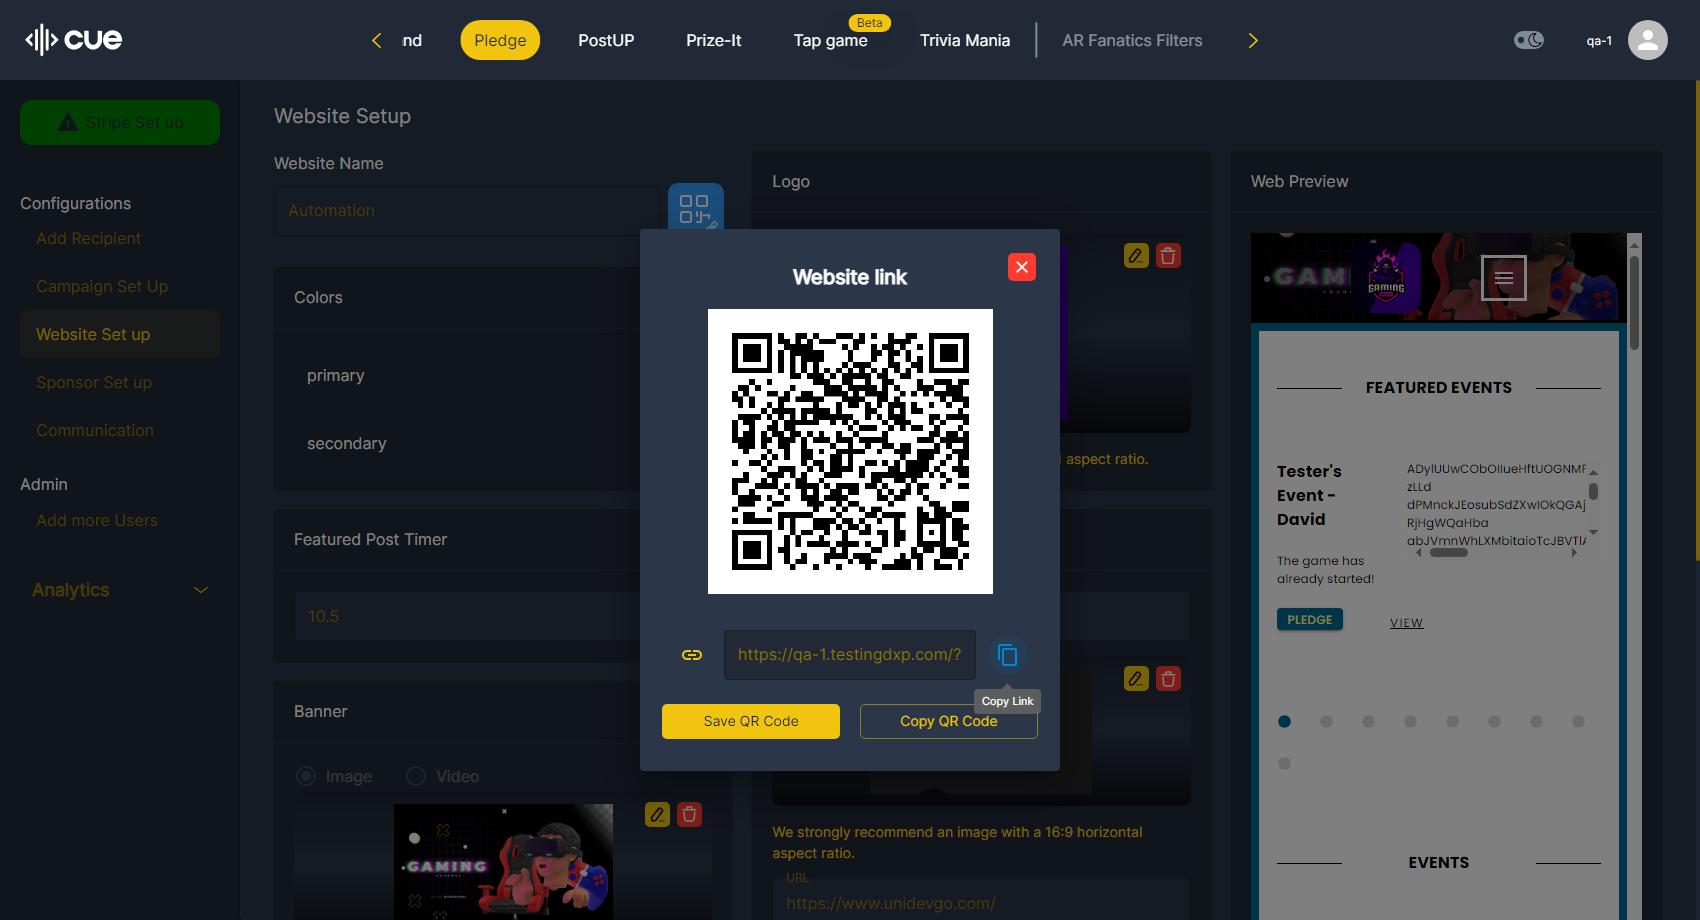 cue
nd
Pledge
PostUP
Prize-It
Beta
Tap game
Trivia Mania
AR Fanatics Filters
qa-1
Stripe Set up
Configurations
Add Recipient
Campaign Set Up
Website Set up
Sponsor Set up
Communication
Admin
Add more Users
Analytics
Website Setup
Website Name
Automation
Colors
primary
secondary
Featured Post Timer
10.5
Banner
Image
Video
GAMING
Logo
aspect ratio.
We strongly recommend an image with a 16:9 horizontal
aspect ratio.
URL
https://www.unidevgo.com/
Website link
https://qa-1.testingdxp.com/?
Copy Link
Save QR Code
Copy QR Code
Web Preview
GAMI
GAMING
FEATURED EVENTS
Tester's
Event -
David
The game has
already started!
PLEDGE
VIEW
zLLd
RjHgWQaHba
EVENTS